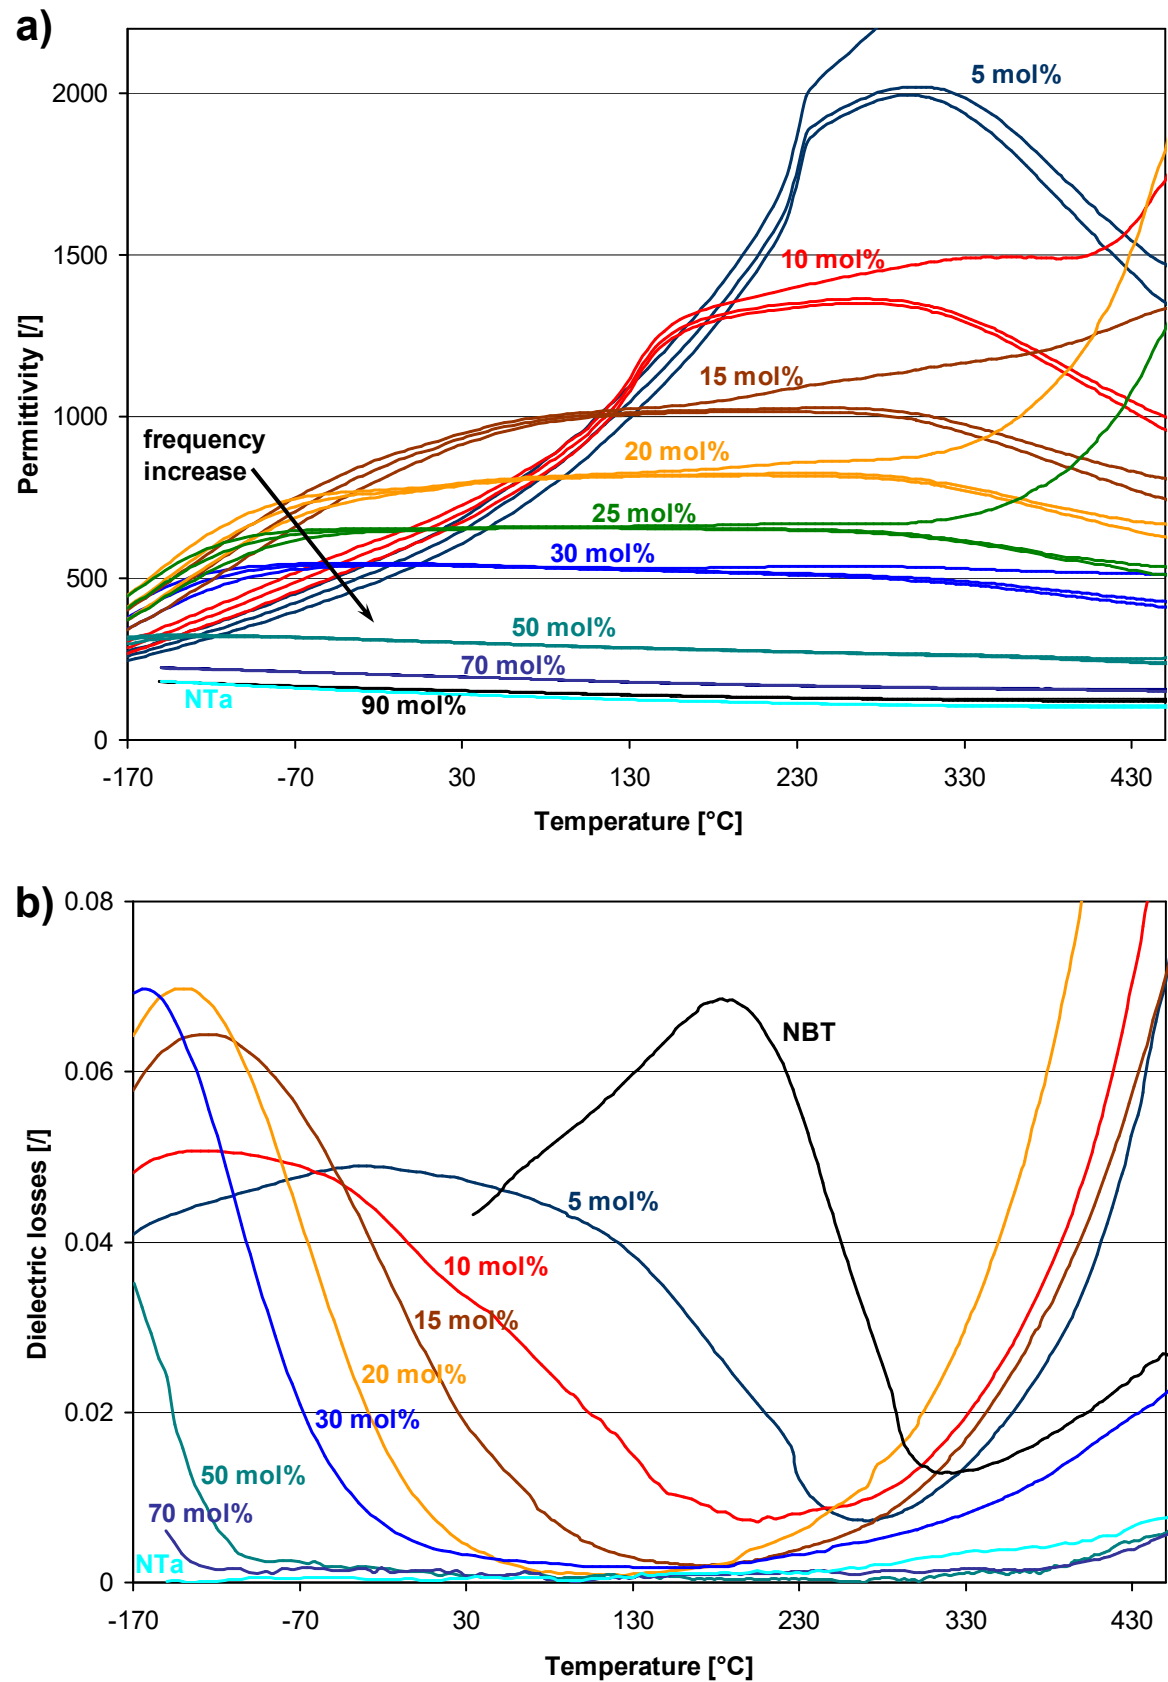 a)
2000
1500
1000
500
0
Permittivity [/]
5 mol%
10 mol%
15 mol%
frequency
increase
20 mol%
25 mol%
30 mol%
50 mol%
70 mol%
NTa
90 mol%
-170 -70 30 130 230 330 430
Temperature [°C]
b)
0.08
0.06
0.04
0.02
0
Dielectric losses [/]
NBT
5 mol%
10 mol%
15 mol%
20 mol%
30 mol%
50 mol%
70 mol%
NTa
-170 -70 30 130 230 330 430
Temperature [°C]